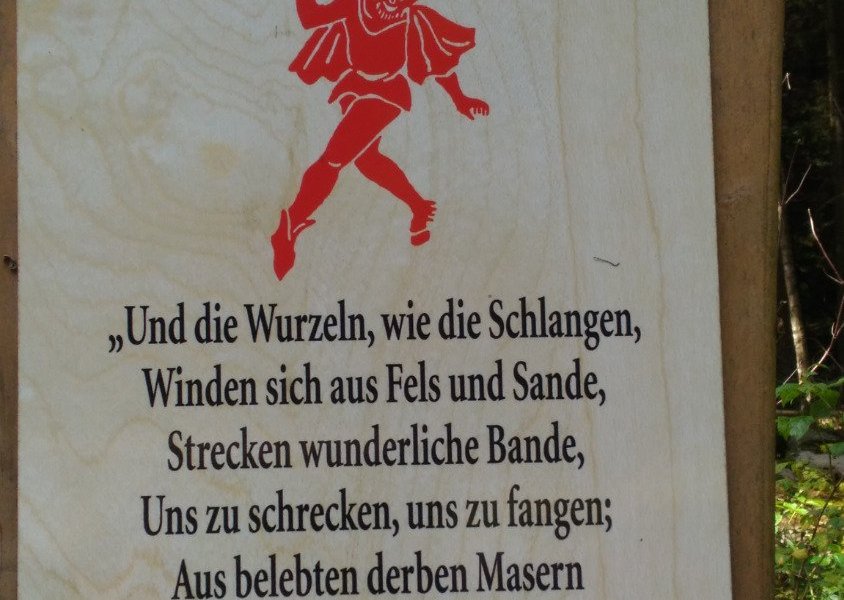 „Und die Wurzeln, wie die Schlangen,
Winden sich aus Fels und Sande,
Strecken wunderliche Bande,
Uns zu schrecken, uns zu fangen;
Aus belebten derben Masern